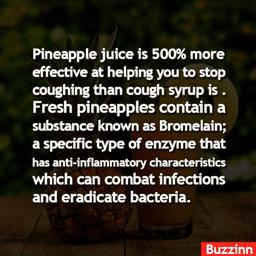 Pineapple juice is 500% more
effective at helping you to stop
coughing than cough syrup is .
Fresh pineapples contain a
substance known as Bromelain;
a specific type of enzyme that
has anti-inflammatory characteristics
which can combat infections
and eradicate bacteria.
Buzzinn